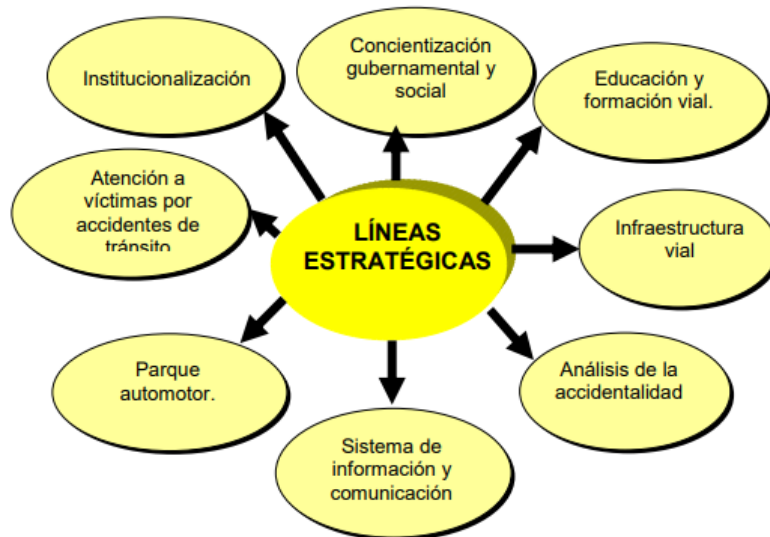 Institucionalización
Concientización
gubernamental y
social
Educación y
formación vial.
Atención a
víctimas por
accidentes de
tránsito
LÍNEAS
ESTRATÉGICAS
Infraestructura
vial
Parque
automotor.
Análisis de la
accidentalidad
Sistema de
información y
comunicación